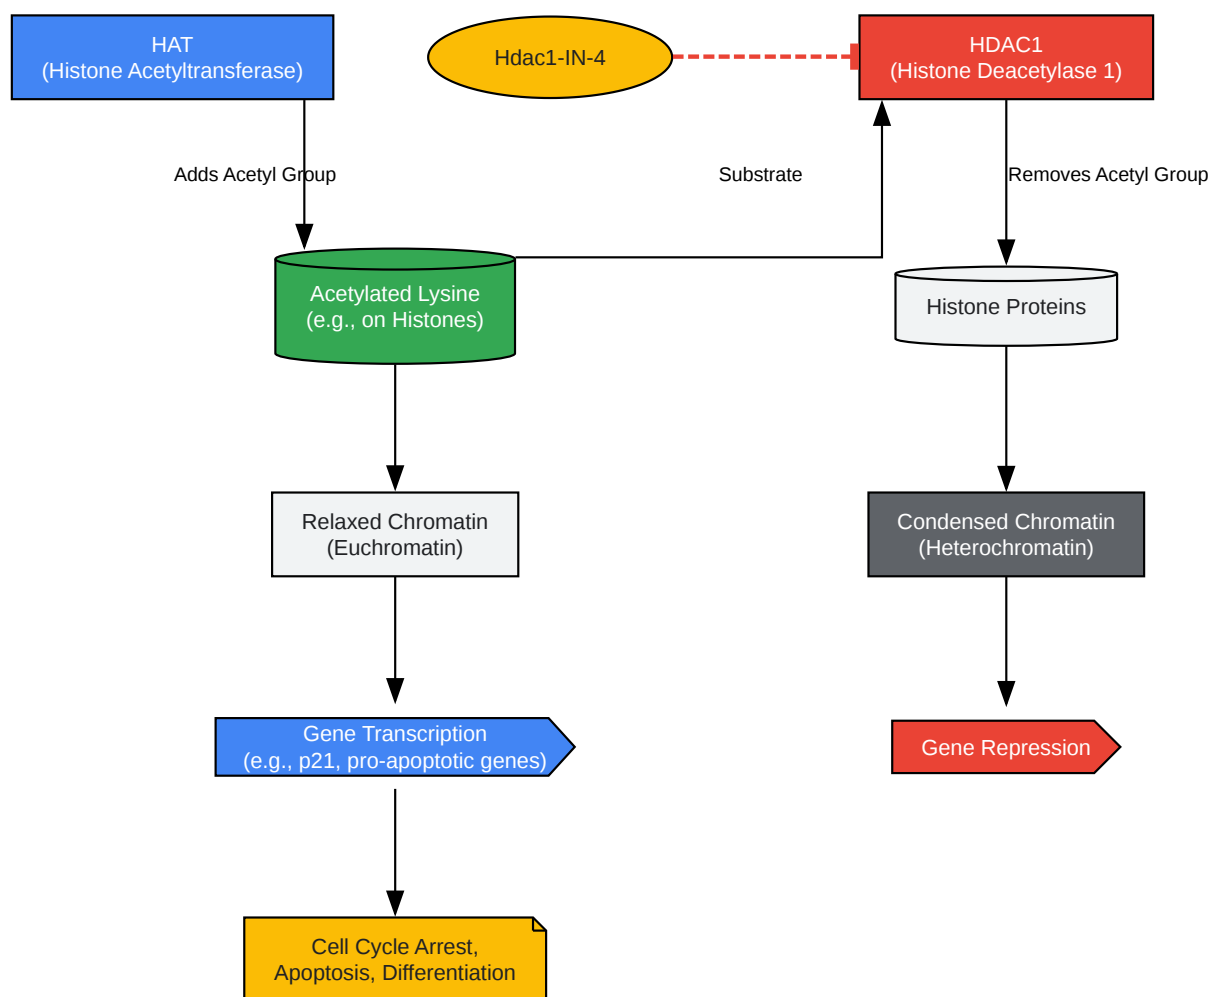 HAT
(Histone Acetyltransferase)
Hdac1-IN-4
HDAC1
(Histone Deacetylase 1)
Adds Acetyl Group
Substrate
Removes Acetyl Group
Acetylated Lysine
(e.g., on Histones)
Histone Proteins
Relaxed Chromatin
(Euchromatin)
Condensed Chromatin
(Heterochromatin)
Gene Transcription
(e.g., p21, pro-apoptotic genes)
Gene Repression
Cell Cycle Arrest,
Apoptosis, Differentiation